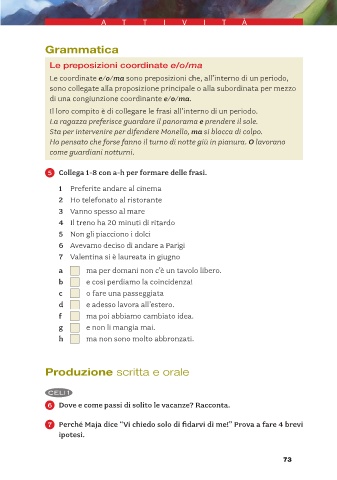 ATTIVITÀ
Grammatica
Le preposizioni coordinate e/o/ma
Le coordinate e/o/ma sono preposizioni che, all'interno di un periodo,
sono collegate alla proposizione principale o alla subordinata per mezzo
di una congiunzione coordinante e/o/ma.
Il loro compito è di collegare le frasi all'interno di un periodo.
La ragazza preferisce guardare il panorama e prendere il sole.
Sta per intervenire per difendere Monello, ma si blocca di colpo.
Ha pensato che forse fanno il turno di notte giù in pianura. O lavorano
come guardiani notturni.
5 Collega 1-8 con a-h per formare delle frasi.
1 Preferite andare al cinema
2 Ho telefonato al ristorante
3 Vanno spesso al mare
4 Il treno ha 20 minuti di ritardo
5 Non gli piacciono i dolci
6 Avevamo deciso di andare a Parigi
7 Valentina si è laureata in giugno
a ma per domani non c'è un tavolo libero.
b e così perdiamo la coincidenza!
c o fare una passeggiata
d e adesso lavora all'estero.
f ma poi abbiamo cambiato idea.
g e non li mangia mai.
h ma non sono molto abbronzati.
Produzione scritta e orale
CELI 1
6 Dove e come passi di solito le vacanze? Racconta.
7 Perché Maja dice "Vi chiedo solo di fidarvi di me!" Prova a fare 4 brevi
ipotesi.
73